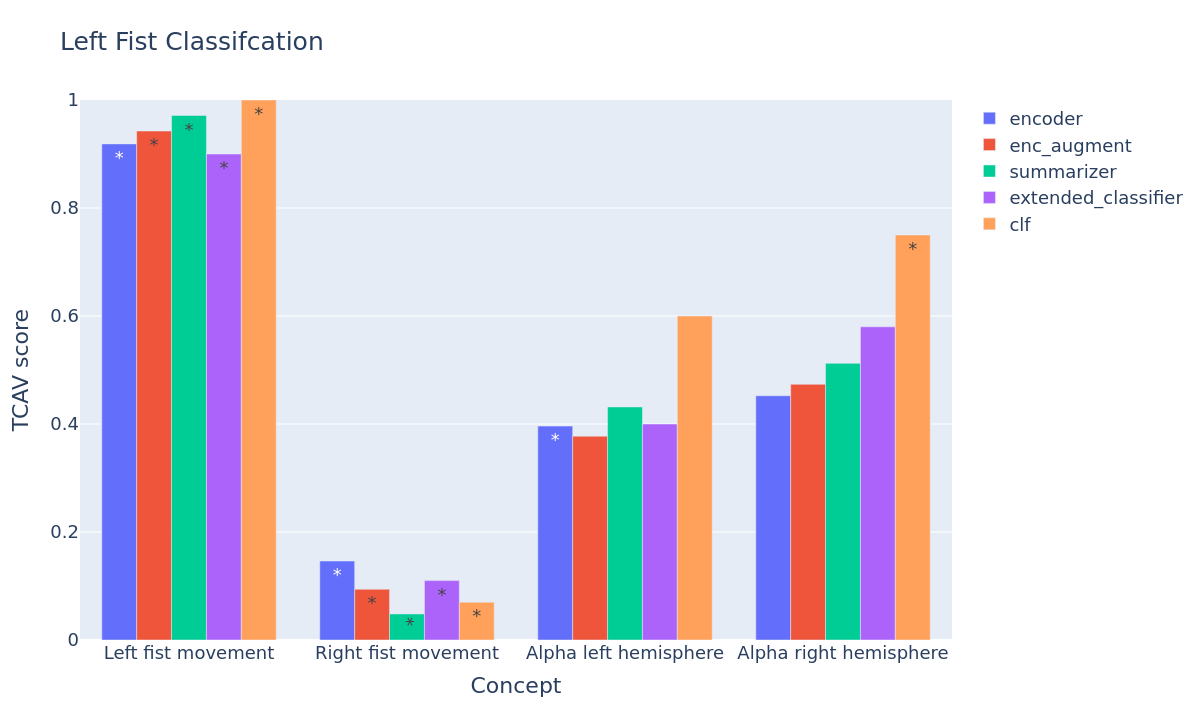 Left Fist Classifcation
encoder
enc_augment
summarizer
extended_classifier
clf
TCAV score
1
0.8
0.6
0.4
0.2
0
* * * * *
* * * * *
*
*
Left fist movement Right fist movement Alpha left hemisphere Alpha right hemisphere
Concept